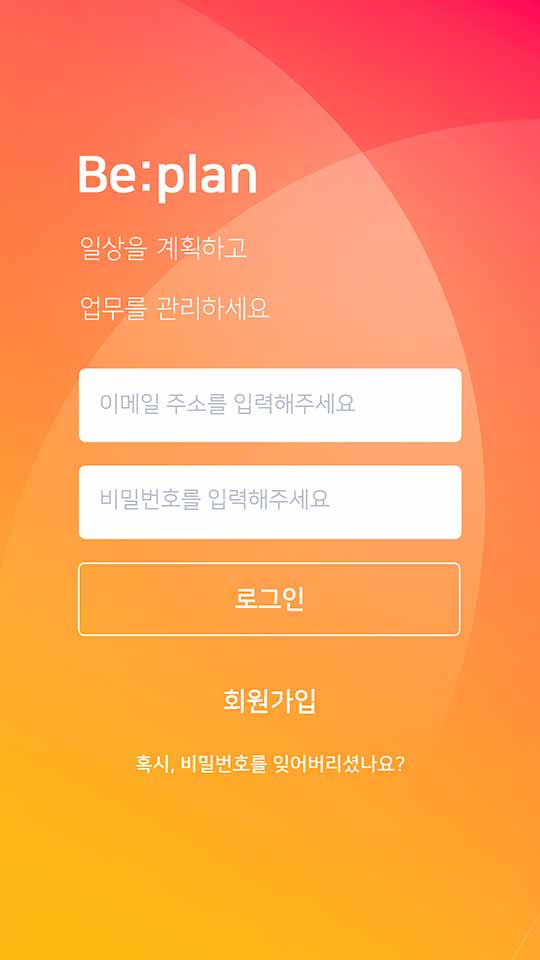 Be:plan
일상을 계획하고
업무를 관리하세요
이메일 주소를 입력해주세요
비밀번호를 입력해주세요
로그인
회원가입
혹시, 비밀번호를 잊어버리셨나요?